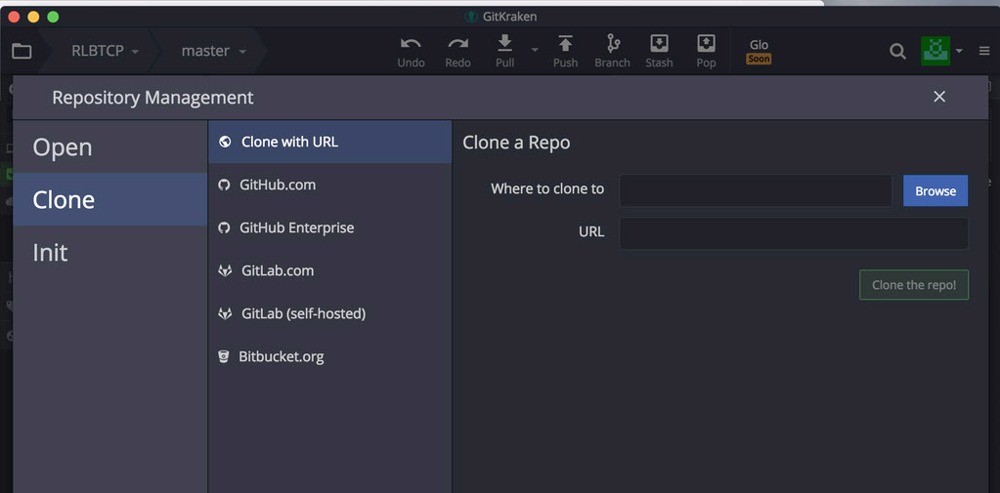 GitKraken
RLBTCP
master
Undo
Redo
Pull
Push
Branch
Stash
Pop
Glo
Soon
Repository Management
Open
Clone
Init
Clone with URL
GitHub.com
GitHub Enterprise
GitLab.com
GitLab (self-hosted)
Bitbucket.org
Clone a Repo
Where to clone to
Browse
URL
Clone the repo!